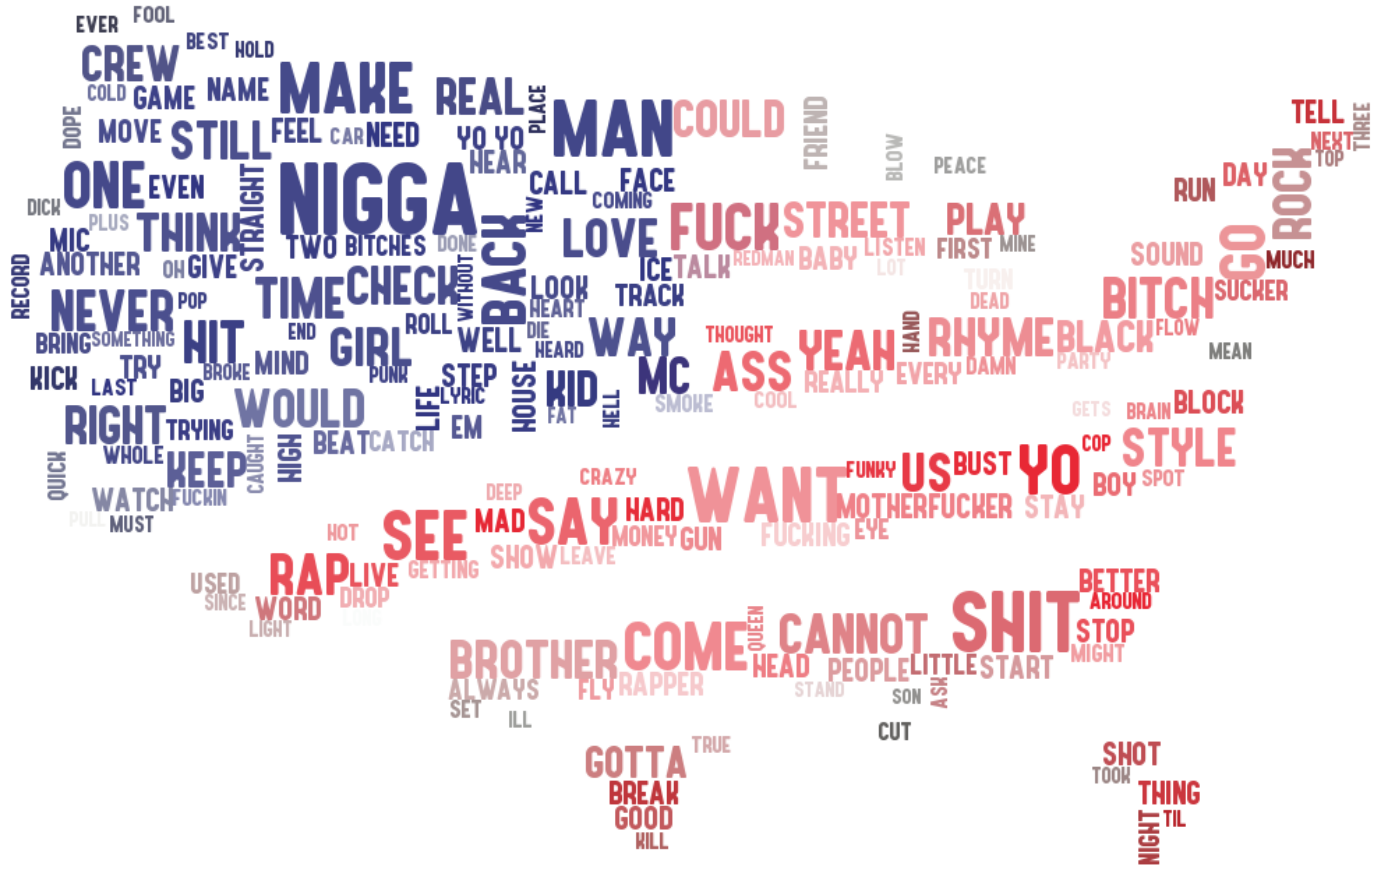 EVER
FOOL
BEST
HOLD
CREW
COLD
GAME
NAME
MAKE
REAL
PLACE
MAN
COULD
FRIEND
TELL
THREE
DOPE
MOVE
STILL
FEEL
CAR
NEED
YO YO
HEAR
BLOW
PEACE
NEXT
TOP
ONE
EVEN
STRAIGHT
NIGGA
CALL
FACE
COMING
RUN
DAY
ROCK
DICK
PLUS
THINK
TWO
BITCHES
DONE
BACK
NEW
LOVE
FUCK
STREET
PLAY
GO
MIC
ANOTHER
OH
GIVE
WITHOUT
ICE
TALK
REDMAN
BABY
LISTEN
LOT
FIRST
MINE
SOUND
MUCH
RECORD
NEVER
POP
TIME
CHECK
LOOK
HEART
TRACK
TURN
DEAD
BITCH
SUCKER
BRING
SOMETHING
HIT
END
GIRL
ROLL
WELL
DIE
HEARD
WAY
THOUGHT
YEAH
HAND
RHYME
BLACK
FLOW
MEAN
KICK
TRY
LAST
BIG
BROKE
MIND
PUNK
STEP
LYRIC
LIFE
HOUSE
KID
FAT
HELL
MC
SMOKE
ASS
COOL
REALLY
EVERY
DAMN
PARTY
RIGHT
TRYING
WOULD
EM
GETS
BRAIN
BLOCK
WHOLE
KEEP
CAUGHT
HIGH
BEAT
CATCH
QUICK
WATCH
FUCKIN
PULL
MUST
CRAZY
DEEP
WANT
FUNKY
US
BUST
YO
COP
STYLE
BOY
SPOT
HOT
SEE
MAD
SAY
HARD
MONEY
GUN
MOTHERFUCKER
FUCKING
EYE
STAY
USED
SINCE
RAP
LIVE
GETTING
SHOW
LEAVE
WORD
DROP
LIGHT
BETTER
AROUND
BROTHER
COME
QUEEN
CANNOT
SHIT
STOP
MIGHT
ALWAYS
FLY
RAPPER
HEAD
PEOPLE
LITTLE
START
STAND
SON
ASK
SET
ILL
CUT
GOTTA
TRUE
BREAK
GOOD
KILL
SHOT
TOOK
THING
NIGHT
TIL